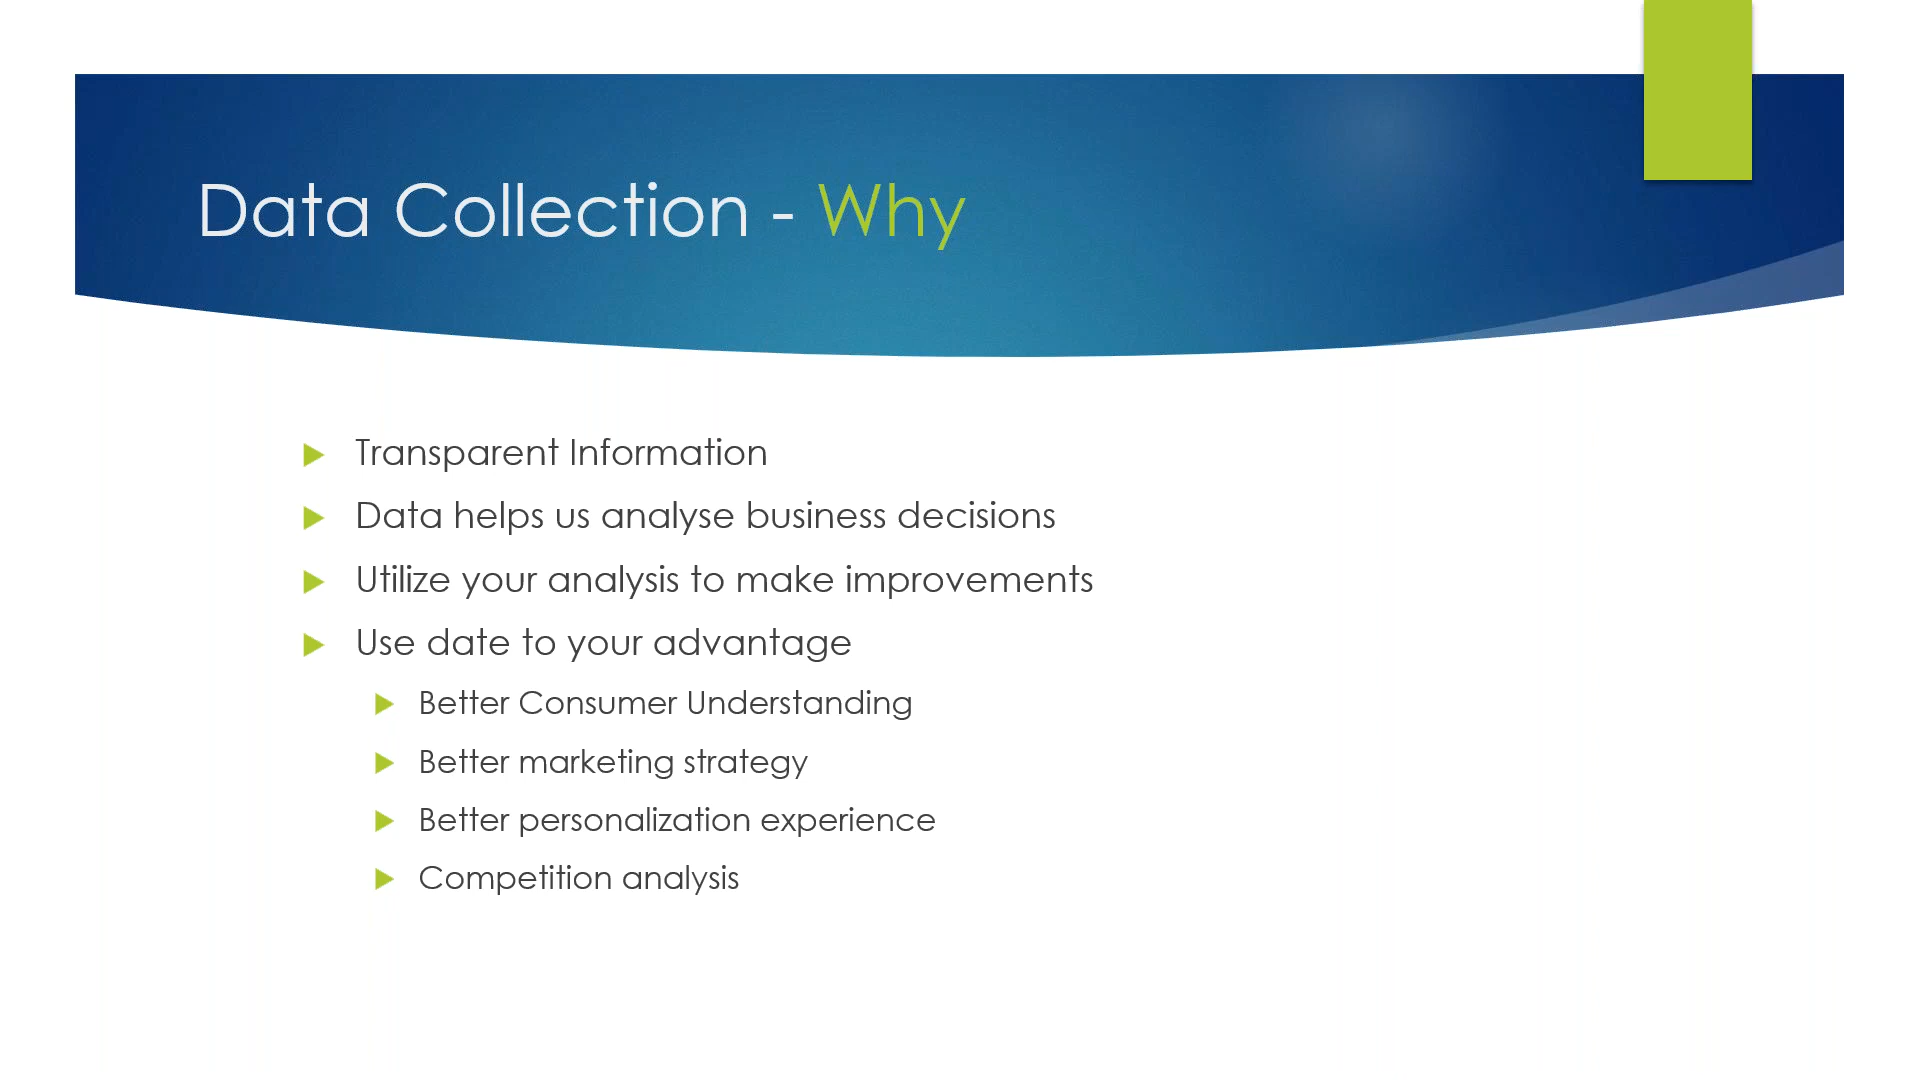 Data Collection - Why
Transparent Information
Data helps us analyse business decisions
Utilize your analysis to make improvements
Use date to your advantage
Better Consumer Understanding
Better marketing strategy
Better personalization experience
Competition analysis